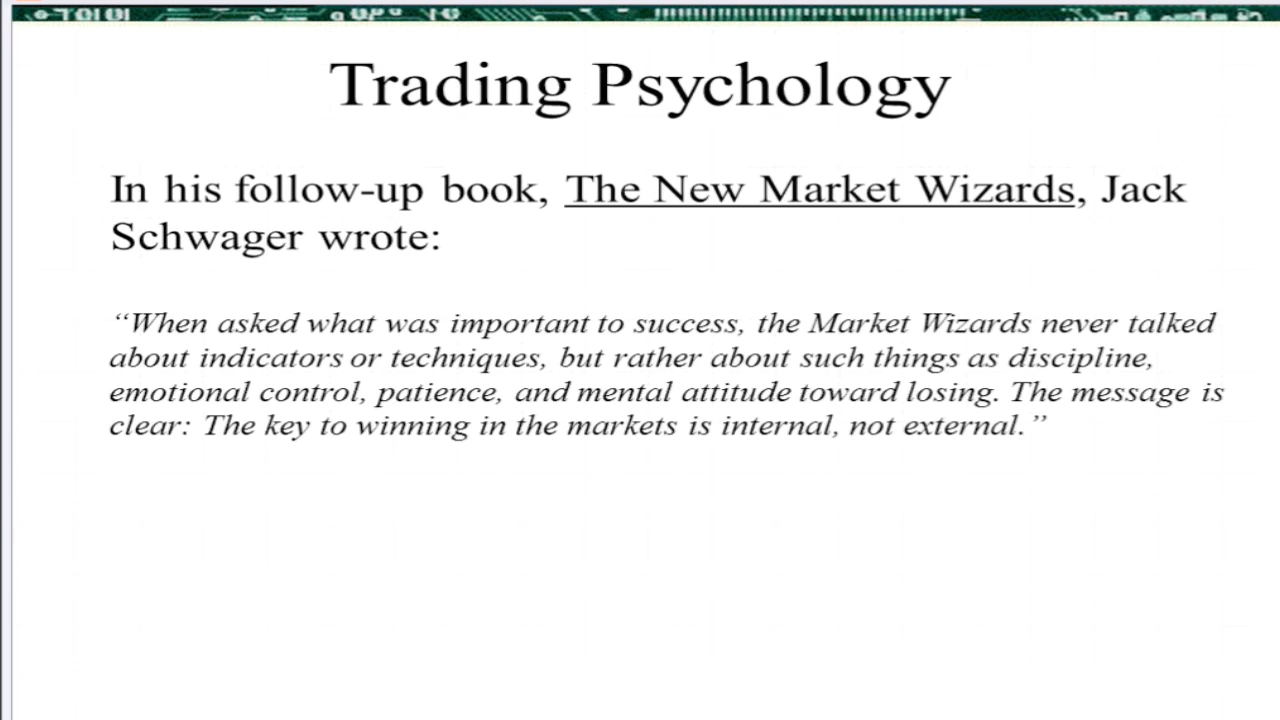 Trading Psychology
In his follow-up book, The New Market Wizards, Jack
Schwager wrote:
“When asked what was important to success, the Market Wizards never talked
about indicators or techniques, but rather about such things as discipline,
emotional control, patience, and mental attitude toward losing. The message is
clear: The key to winning in the markets is internal, not external.”